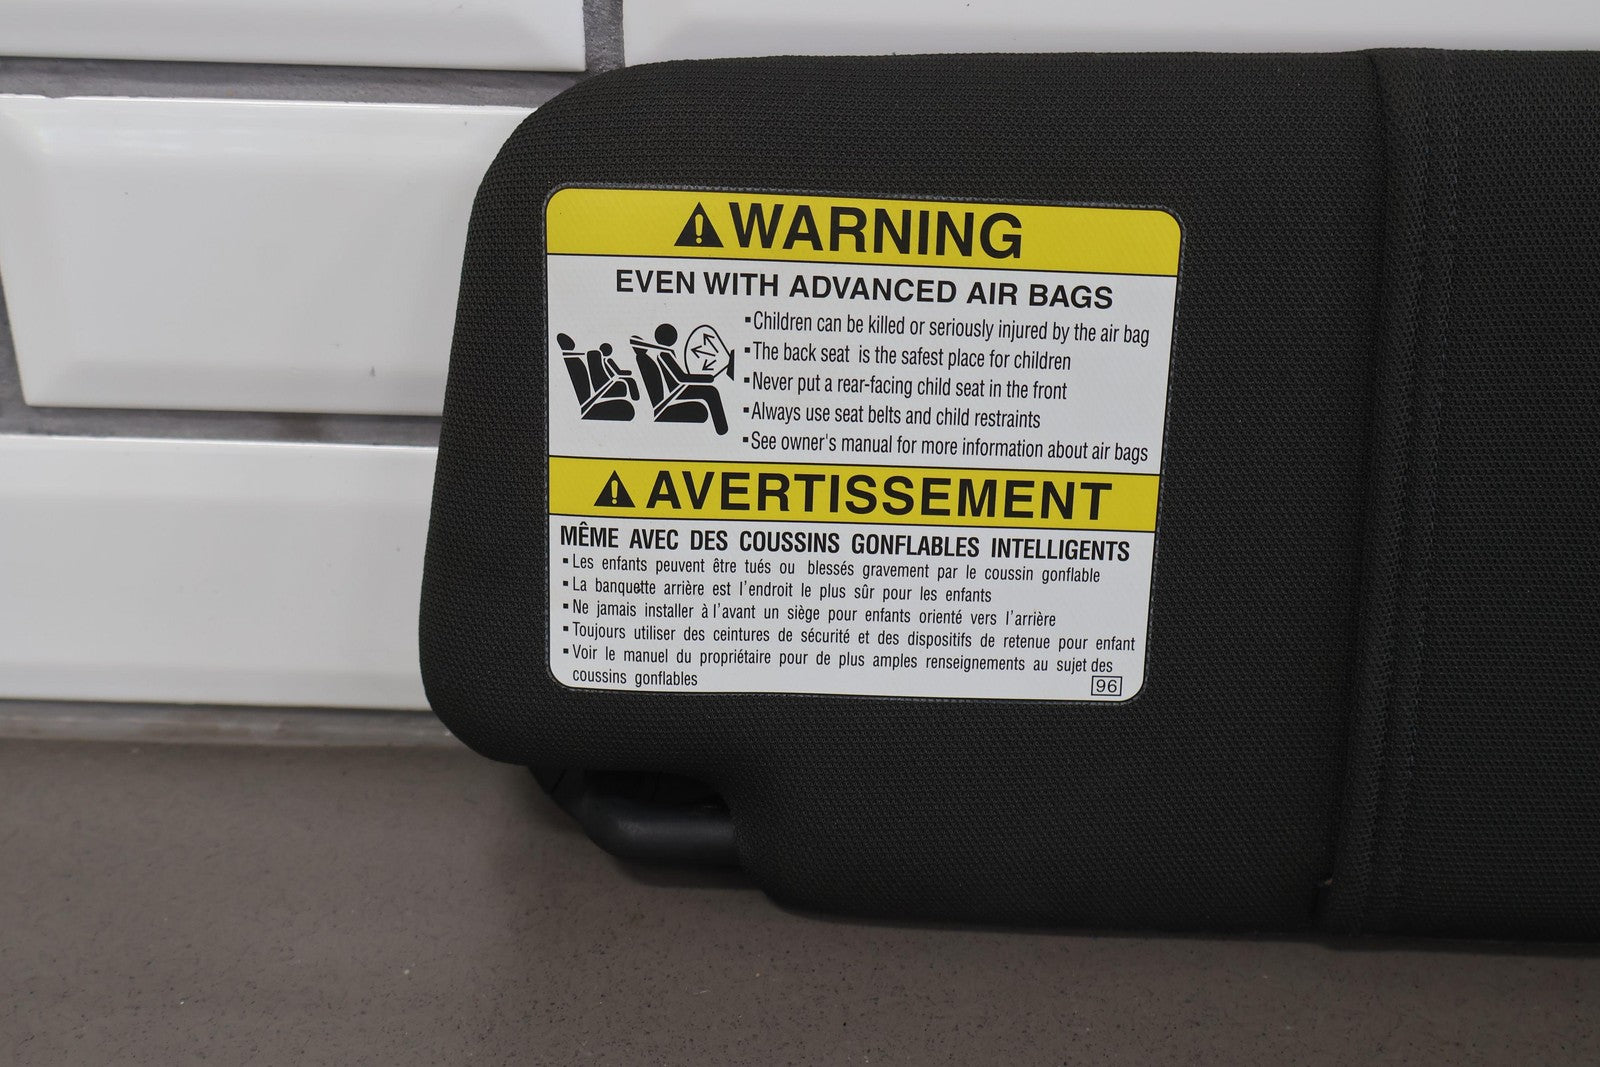 ⚠WARNING
EVEN WITH ADVANCED AIR BAGS
▪Children can be killed or seriously injured by the air bag
▪The back seat is the safest place for children
▪Never put a rear-facing child seat in the front
▪Always use seat belts and child restraints
▪See owner's manual for more information about air bags
⚠AVERTISSEMENT
MÊME AVEC DES COUSSINS GONFLABLES INTELLIGENTS
▪Les enfants peuvent être tués ou blessés gravement par le coussin gonflable
▪La banquette arrière est l'endroit le plus sûr pour les enfants
▪Ne jamais installer à l'avant un siège pour enfants orienté vers l'arrière
▪Toujours utiliser des ceintures de sécurité et des dispositifs de retenue pour enfant
▪Voir le manuel du propriétaire pour de plus amples renseignements au sujet des
coussins gonflables
96